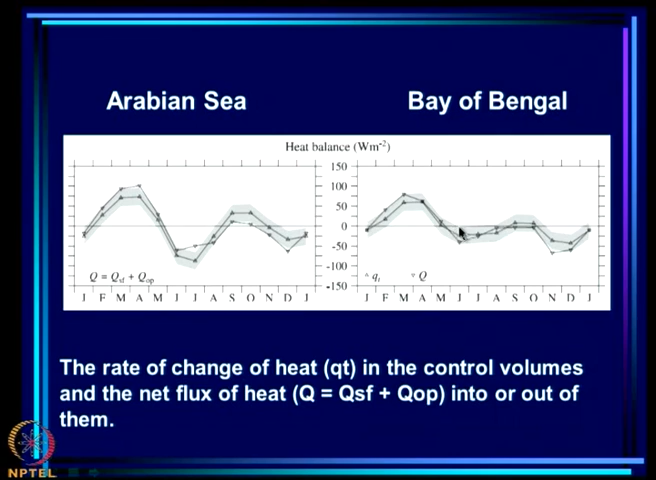 Arabian Sea
Bay of Bengal
Heat balance (Wm⁻²)
150
100
50
0
-50
-100
-150
Q = Qsf + Qop
qt
Q
J F M A M J J A S O N D J
J F M A M J J A S O N D J
The rate of change of heat (qt) in the control volumes
and the net flux of heat (Q = Qsf + Qop) into or out of
them.
NPTEL